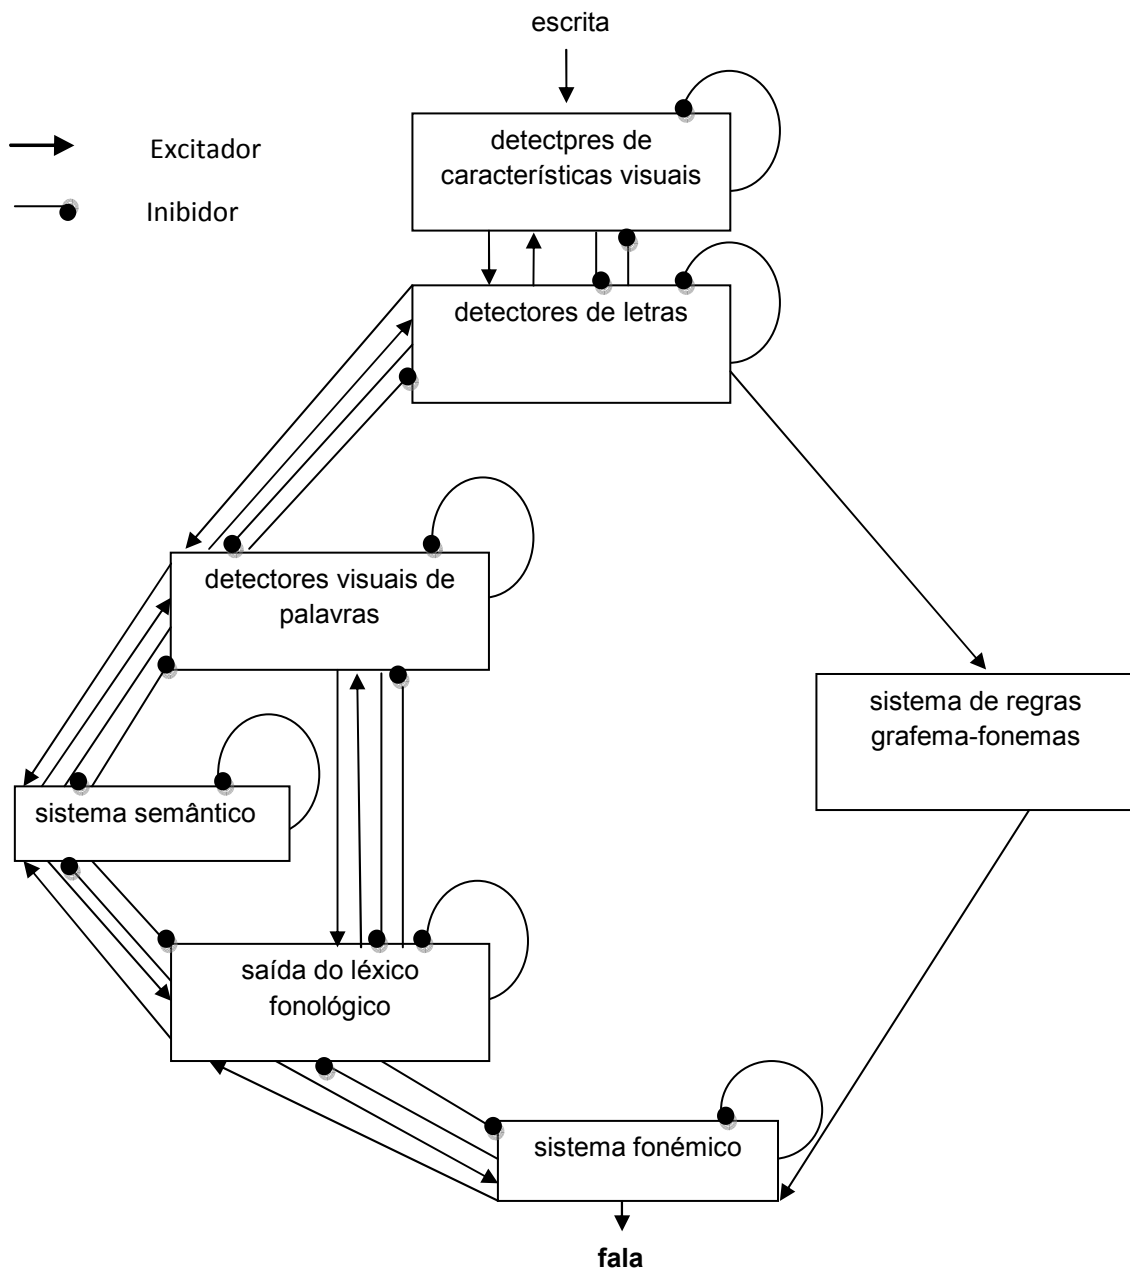 escrita
Excitador
Inibidor
detectpres de
características visuais
detectores de letras
detectores visuais de
palavras
sistema de regras
grafema-fonemas
sistema semântico
saída do léxico
fonológico
sistema fonémico
fala